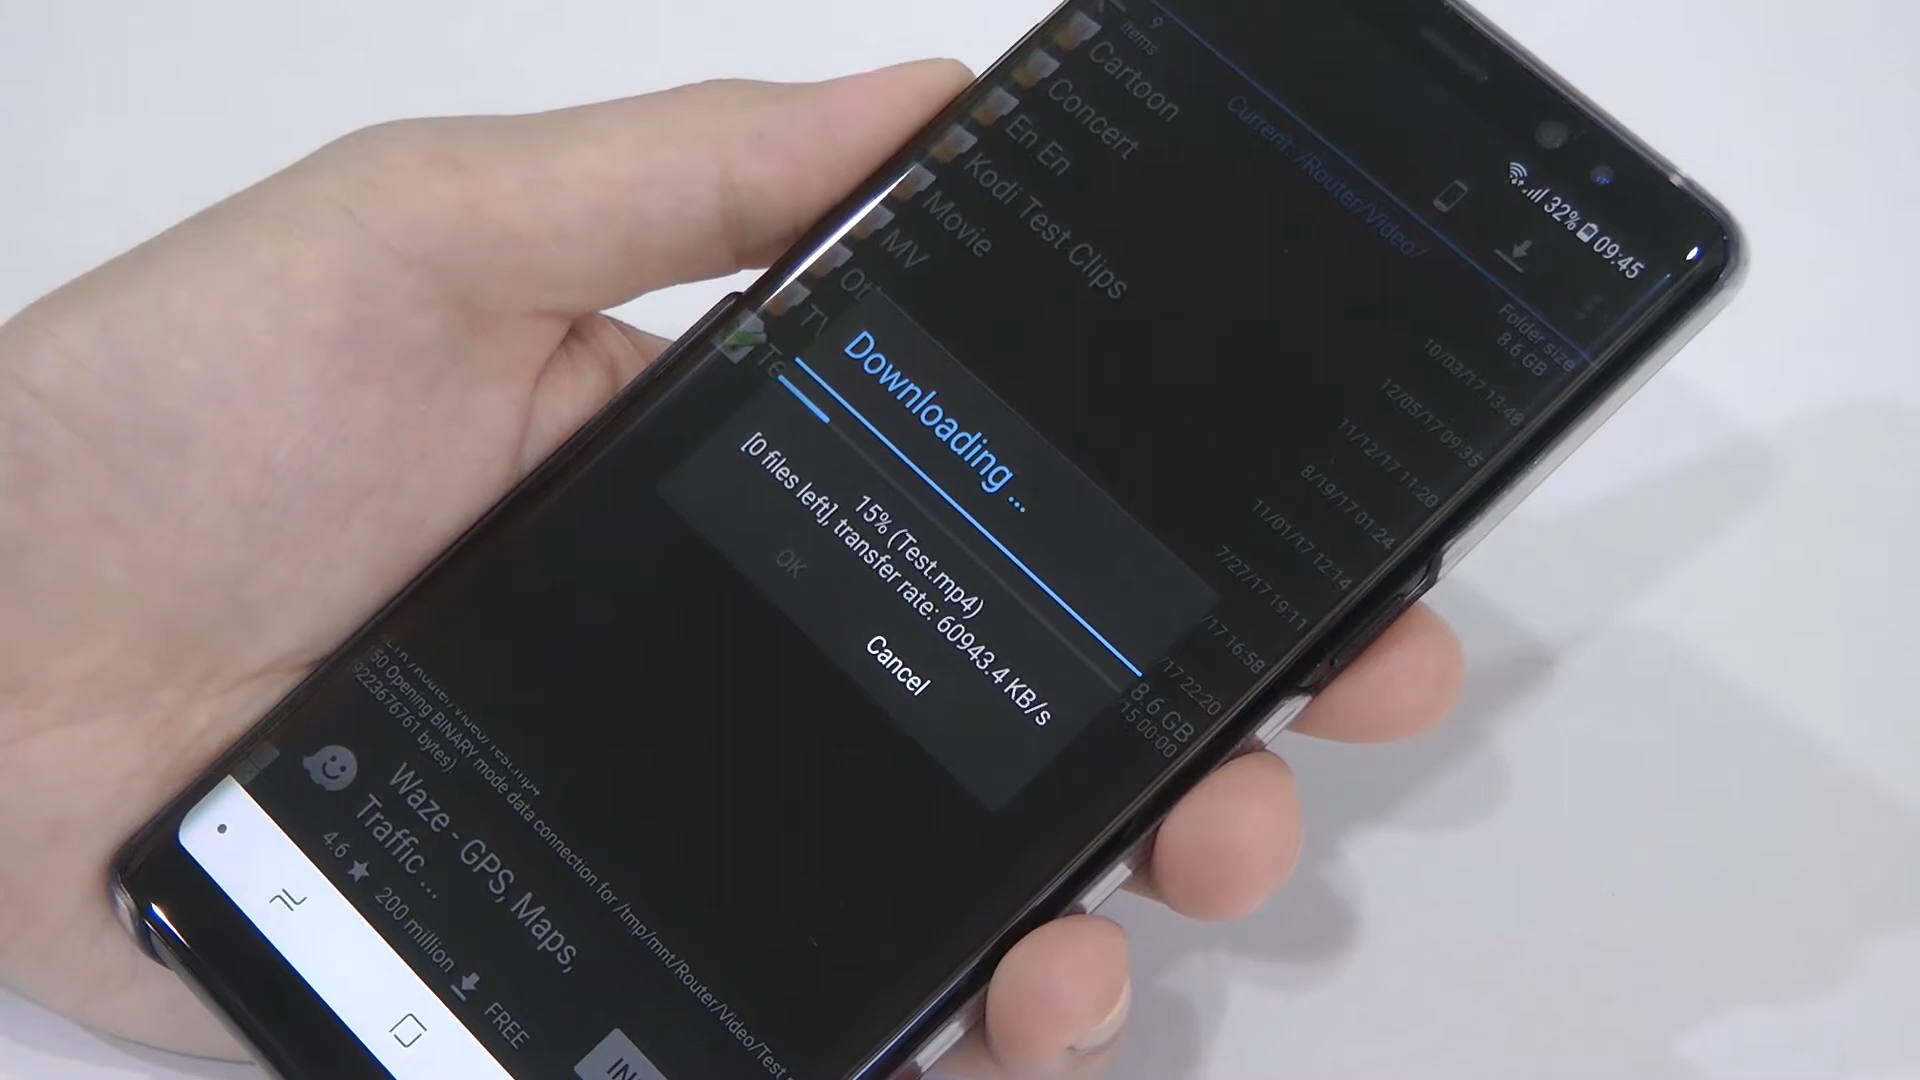 32% 09:45
9
items
Current: /Router/Video/
Folder size
8.6 GB
Cartoon
10/03/17 13:48
Concert
12/05/17 09:35
En En
11/12/17 11:20
Kodi Test Clips
8/19/17 01:24
Movie
11/01/17 12:14
MV
7/27/17 19:11
/17 16:58
/17 22:20
8.6 GB
15 00:00
Downloading ...
15% (Test.mp4)
[0 files left], transfer rate: 60943.4 KB/s
OK
Cancel
150 Opening BINARY mode data connection for /tmp/mnt/Router/Video/Test
bytes)
Waze - GPS, Maps,
Traffic ...
4.6 ★ 200 million FREE